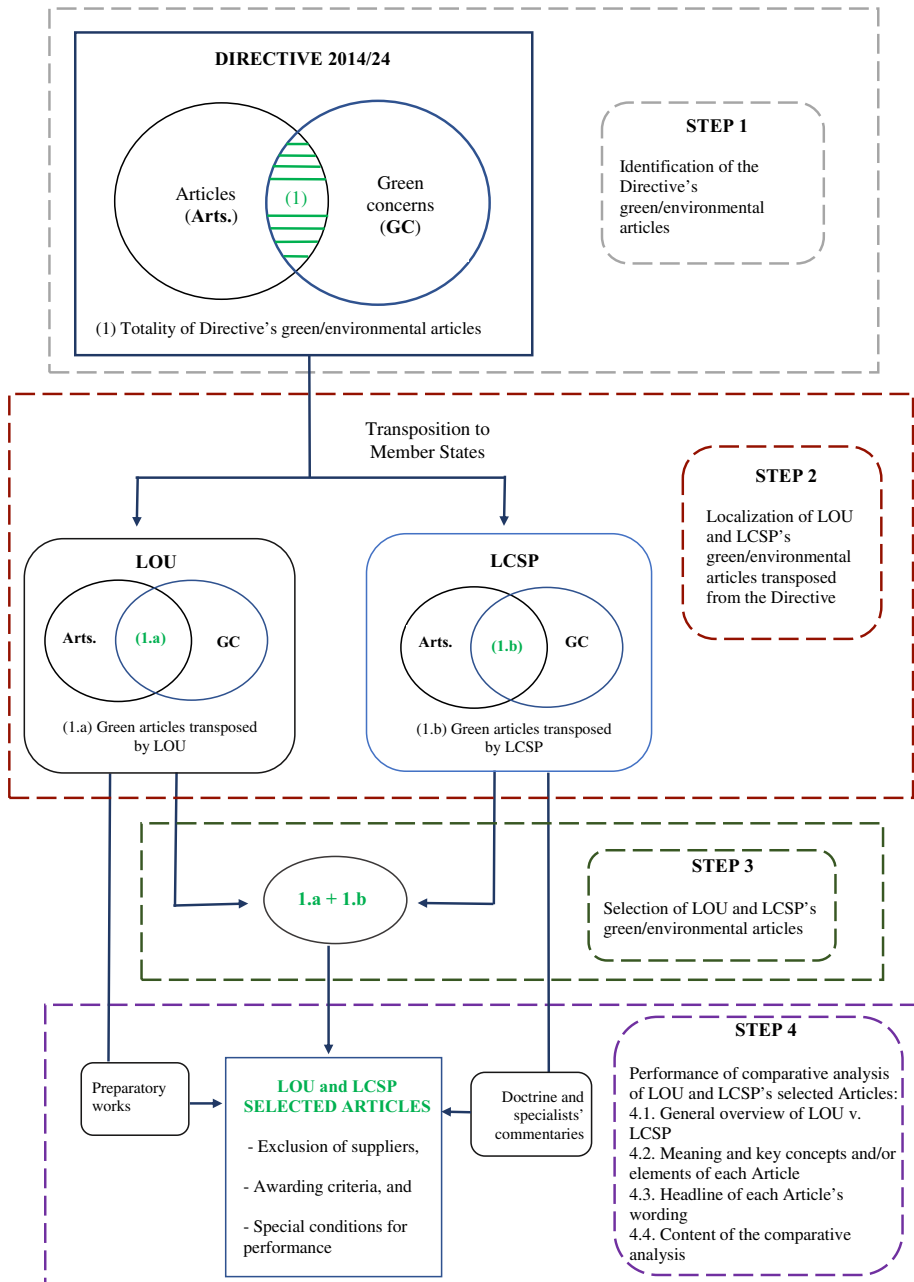 DIRECTIVE 2014/24
Articles
(Arts.)
(1)
Green
concerns
(GC)
(1) Totality of Directive's green/environmental articles
STEP 1
Identification of the
Directive's
green/environmental
articles
Transposition to
Member States
STEP 2
Localization of LOU
and LCSP's
green/environmental
articles transposed
from the Directive
LOU
Arts.
(1.a)
GC
(1.a) Green articles transposed
by LOU
LCSP
Arts.
(1.b)
GC
(1.b) Green articles transposed
by LCSP
STEP 3
Selection of LOU and LCSP's
green/environmental articles
1.a + 1.b
STEP 4
Performance of comparative analysis
of LOU and LCSP's selected Articles:
4.1. General overview of LOU v.
LCSP
4.2. Meaning and key concepts and/or
elements of each Article
4.3. Headline of each Article's
wording
4.4. Content of the comparative
analysis
Preparatory
works
LOU and LCSP
SELECTED ARTICLES
- Exclusion of suppliers,
- Awarding criteria, and
- Special conditions for
performance
Doctrine and
specialists'
commentaries